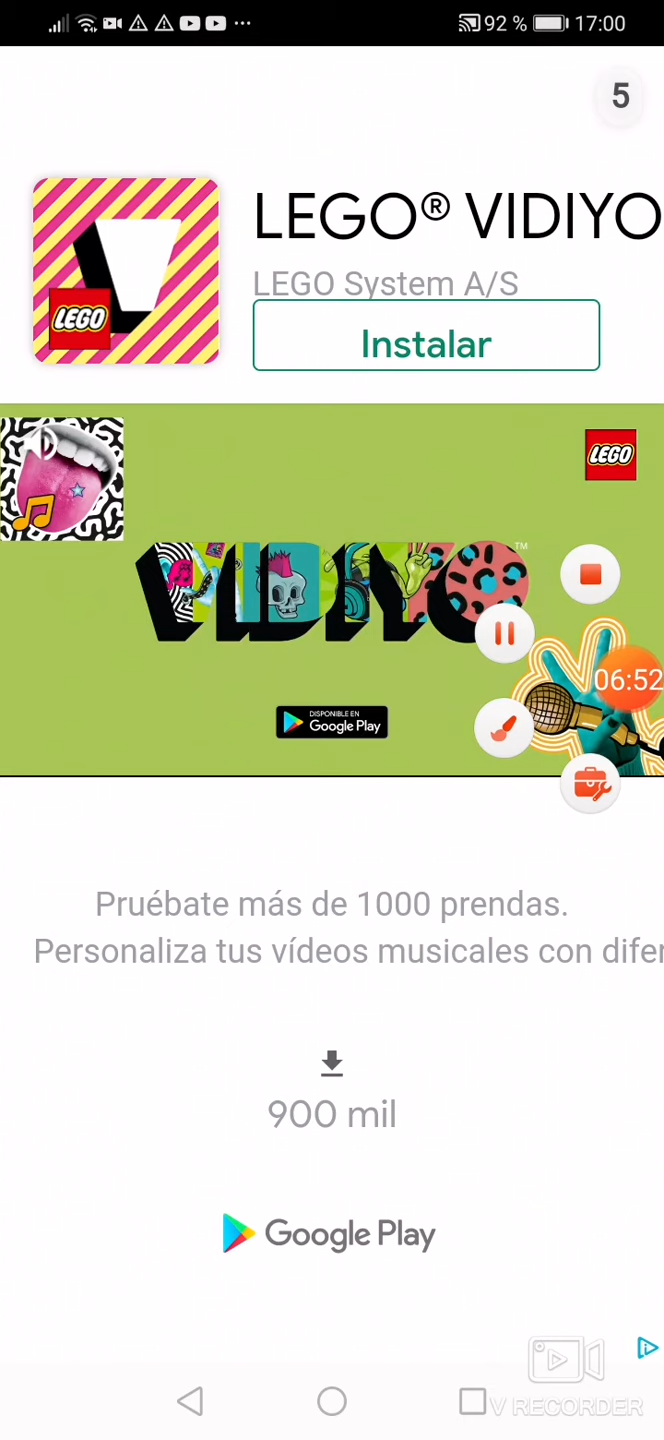 92 % 17:00
5
LEGO® VIDIYO
LEGO System A/S
LEGO
Instalar
LEGO
VIDIYO™
06:52
DISPONIBLE EN
Google Play
Pruébate más de 1000 prendas.
Personaliza tus vídeos musicales con difer
900 mil
Google Play
V RECORDER